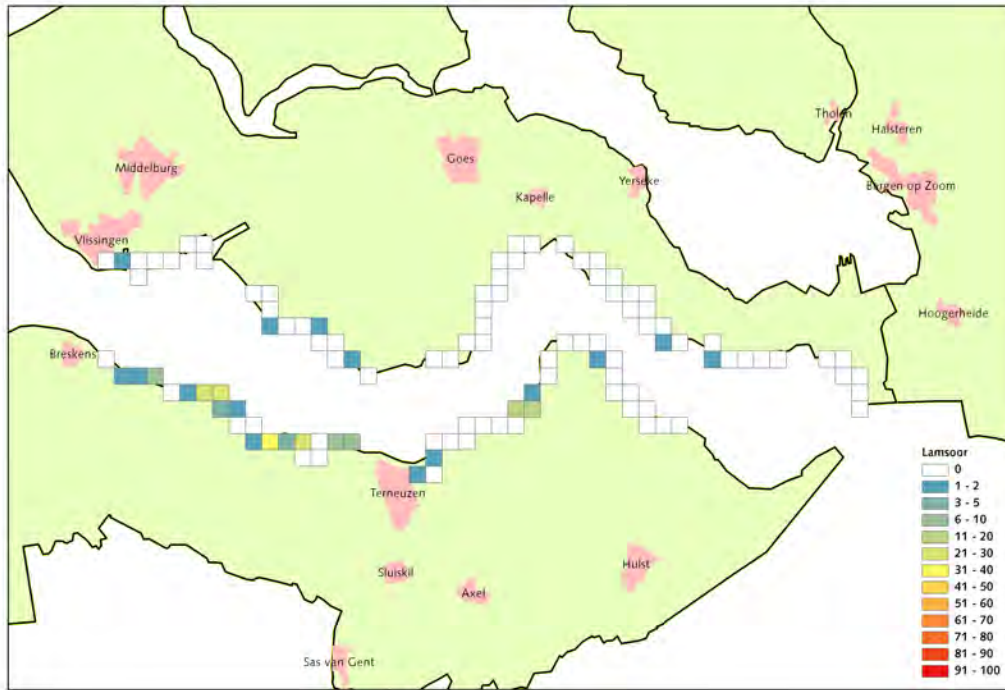 Tholen
Halsteren
Middelburg
Goes
Yerseke
Bergen op Zoom
Kapelle
Vlissingen
Hoogerheide
Breskens
Lamsoor
0
1 - 2
3 - 5
6 - 10
11 - 20
21 - 30
31 - 40
41 - 50
51 - 60
61 - 70
71 - 80
81 - 90
91 - 100
Terneuzen
Sluiskil
Hulst
Axel
Sas van Gent